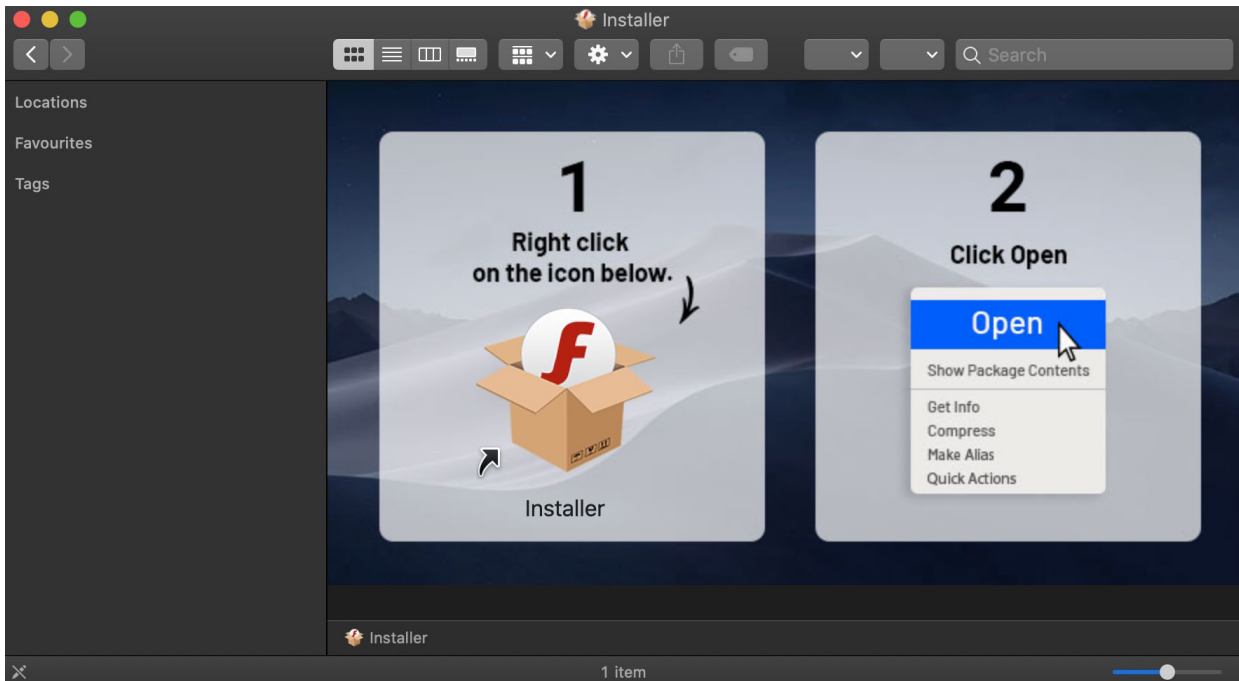 Installer
Search
Locations
Favourites
Tags
1
Right click
on the icon below.
Installer
2
Click Open
Open
Show Package Contents
Get Info
Compress
Make Alias
Quick Actions
Installer
1 item